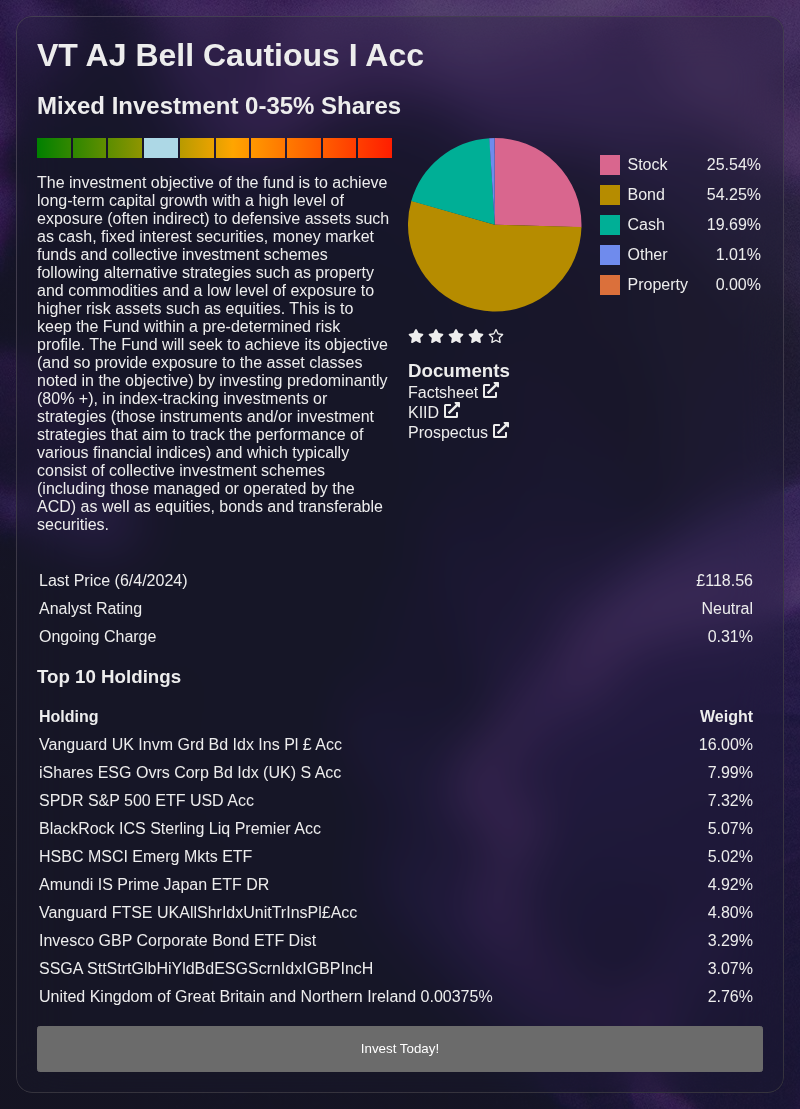 VT AJ Bell Cautious I Acc
Mixed Investment 0-35% Shares
The investment objective of the fund is to achieve
long-term capital growth with a high level of
exposure (often indirect) to defensive assets such
as cash, fixed interest securities, money market
funds and collective investment schemes
following alternative strategies such as property
and commodities and a low level of exposure to
higher risk assets such as equities. This is to
keep the Fund within a pre-determined risk
profile. The Fund will seek to achieve its objective
(and so provide exposure to the asset classes
noted in the objective) by investing predominantly
(80% +), in index-tracking investments or
strategies (those instruments and/or investment
strategies that aim to track the performance of
various financial indices) and which typically
consist of collective investment schemes
(including those managed or operated by the
ACD) as well as equities, bonds and transferable
securities.
Stock 25.54%
Bond 54.25%
Cash 19.69%
Other 1.01%
Property 0.00%
Documents
Factsheet
KIID
Prospectus
Last Price (6/4/2024) £118.56
Analyst Rating Neutral
Ongoing Charge 0.31%
Top 10 Holdings
Holding Weight
Vanguard UK Invm Grd Bd Idx Ins Pl £ Acc 16.00%
iShares ESG Ovrs Corp Bd Idx (UK) S Acc 7.99%
SPDR S&P 500 ETF USD Acc 7.32%
BlackRock ICS Sterling Liq Premier Acc 5.07%
HSBC MSCI Emerg Mkts ETF 5.02%
Amundi IS Prime Japan ETF DR 4.92%
Vanguard FTSE UKAllShrIdxUnitTrInsPl£Acc 4.80%
Invesco GBP Corporate Bond ETF Dist 3.29%
SSGA SttStrtGlbHiYldBdESGScrnIdxIGBPIncH 3.07%
United Kingdom of Great Britain and Northern Ireland 0.00375% 2.76%
Invest Today!